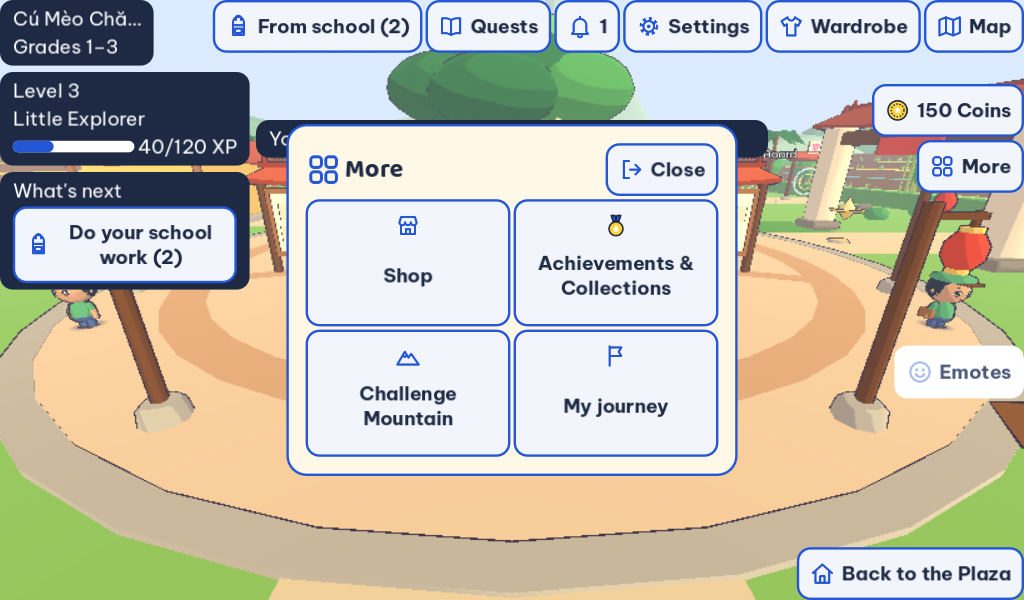 Cú Mèo Chă...
Grades 1–3
From school (2)
Quests
1
Settings
Wardrobe
Map
Level 3
Little Explorer
40/120 XP
150 Coins
More
What's next
Do your school
work (2)
More
Close
Shop
Achievements &
Collections
Challenge
Mountain
My journey
Emotes
Back to the Plaza